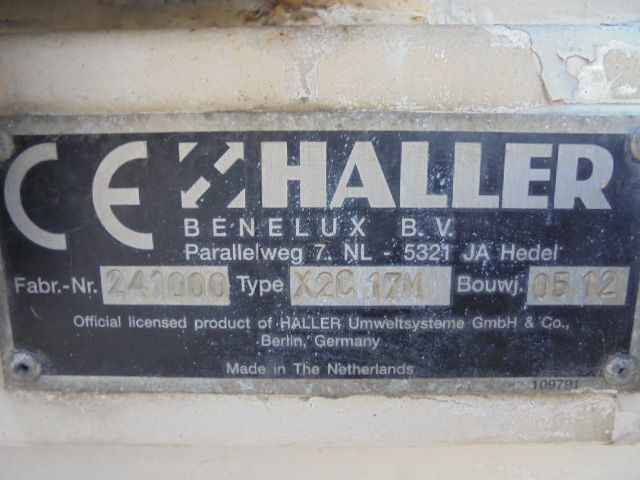 CE HALLER
BENELUX B.V.
Parallelweg 7. NL - 5321 JA Hedel
Fabr.-Nr. 241000 Type X2C 17M Bouwj. 05 12
Official licensed product of HALLER Umweltsysteme GmbH & Co.,
Berlin, Germany
Made in The Netherlands
109791